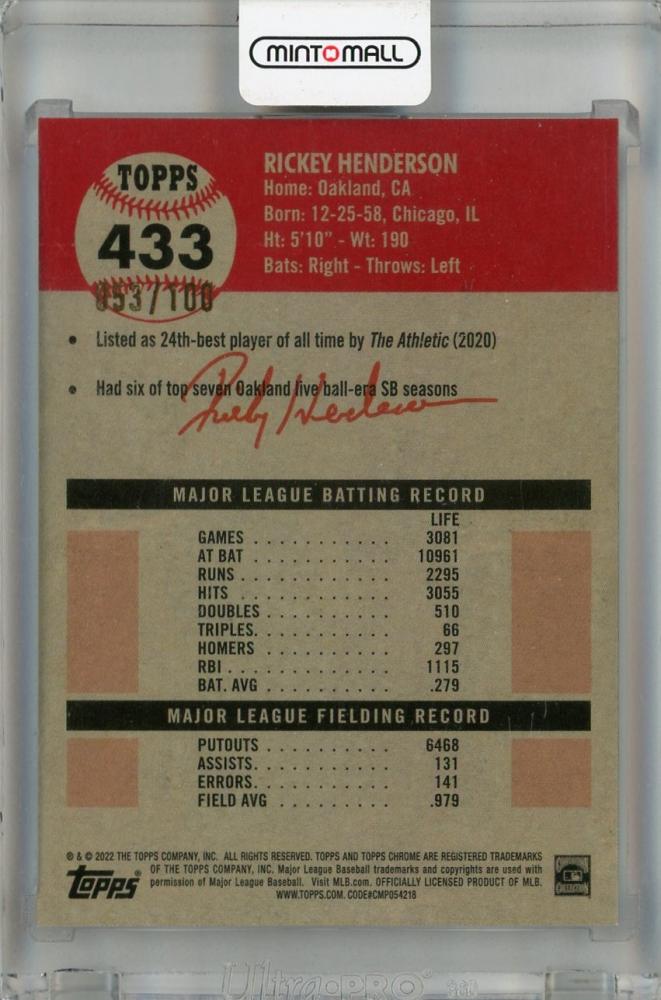 MINTOMALL
TOPPS
433
053/100
RICKEY HENDERSON
Home: Oakland, CA
Born: 12-25-58, Chicago, IL
Ht: 5'10" - Wt: 190
Bats: Right - Throws: Left
• Listed as 24th-best player of all time by The Athletic (2020)
• Had six of top seven Oakland live ball-era SB seasons
Rickey Henderson
MAJOR LEAGUE BATTING RECORD
LIFE
GAMES . . . . . . . . . . . 3081
AT BAT . . . . . . . . . . . 10961
RUNS . . . . . . . . . . . . 2295
HITS . . . . . . . . . . . . 3055
DOUBLES . . . . . . . . . . 510
TRIPLES. . . . . . . . . . . 66
HOMERS . . . . . . . . . . 297
RBI . . . . . . . . . . . . . 1115
BAT. AVG . . . . . . . . . . .279
MAJOR LEAGUE FIELDING RECORD
PUTOUTS . . . . . . . . . . 6468
ASSISTS. . . . . . . . . . . 131
ERRORS. . . . . . . . . . . 141
FIELD AVG . . . . . . . . . .979
® & © 2022 THE TOPPS COMPANY, INC. ALL RIGHTS RESERVED. TOPPS AND TOPPS CHROME ARE REGISTERED TRADEMARKS
OF THE TOPPS COMPANY, INC. Major League Baseball trademarks and copyrights are used with
permission of Major League Baseball. Visit MLB.com. OFFICIALLY LICENSED PRODUCT OF MLB.
WWW.TOPPS.COM. CODE#CMP054218
topps®
COOPERSTOWN
COLLECTION
Ultra•PRO